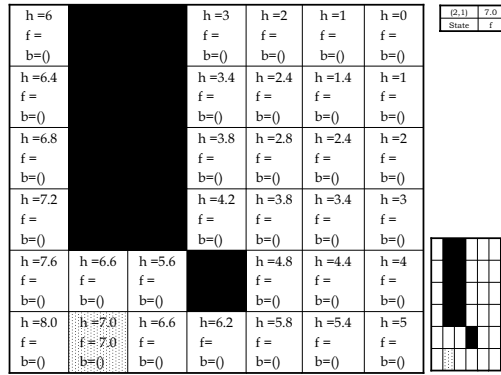 h =6 h =3 h =2 h =1 h =0
f = f = f = f = f =
b=() b=() b=() b=() b=()
h =6.4 h =3.4 h =2.4 h =1.4 h =1
f = f = f = f = f =
b=() b=() b=() b=() b=()
h =6.8 h =3.8 h =2.8 h =2.4 h =2
f = f = f = f = f =
b=() b=() b=() b=() b=()
h =7.2 h =4.2 h =3.8 h =3.4 h =3
f = f = f = f = f =
b=() b=() b=() b=() b=()
h =7.6 h =6.6 h =5.6 h =4.8 h =4.4 h =4
f = f = f = f = f = f =
b=() b=() b=() b=() b=() b=()
h =8.0 h =7.0 h =6.6 h=6.2 h =5.8 h =5.4 h =5
f = f = 7.0 f = f= f = f = f =
b=() b=() b=() b=() b=() b=() b=()
(2,1) 7.0
State f